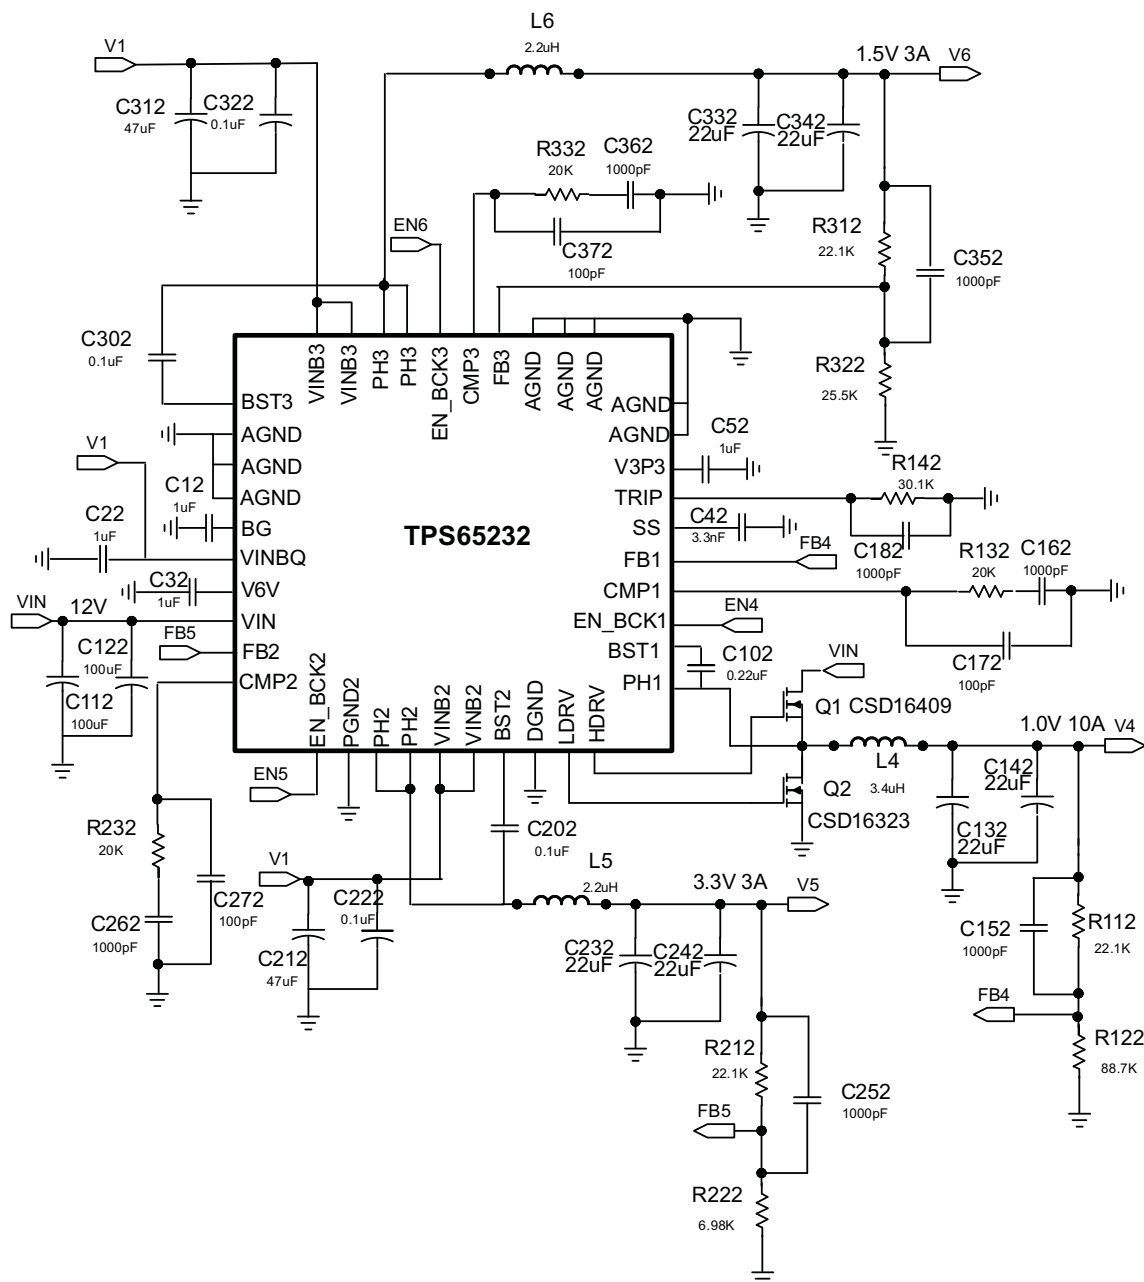 L6
2.2uH
V1
1.5V 3A
V6
C312
47uF
C322
0.1uF
C332
22uF
C342
22uF
R332
20K
C362
1000pF
EN6
C372
100pF
R312
22.1K
C352
1000pF
C302
0.1uF
R322
25.5K
VINB3
VINB3
PH3
PH3
EN_BCK3
CMP3
FB3
AGND
AGND
AGND
BST3
AGND
AGND
AGND
BG
VINBQ
V6V
VIN
FB2
CMP2
TPS65232
AGND
AGND
V3P3
TRIP
SS
FB1
CMP1
EN_BCK1
BST1
PH1
EN_BCK2
PGND2
PH2
PH2
VINB2
VINB2
BST2
DGND
LDRV
HDRV
V1
C12
1uF
C22
1uF
C32
1uF
VIN
12V
FB5
C122
100uF
C112
100uF
C52
1uF
R142
30.1K
C42
3.3nF
C182
1000pF
FB4
R132
20K
C162
1000pF
EN4
C172
100pF
C102
0.22uF
VIN
Q1 CSD16409
1.0V 10A
V4
L4
3.4uH
Q2
CSD16323
C142
22uF
C132
22uF
EN5
R232
20K
C272
100pF
C262
1000pF
V1
C222
0.1uF
C212
47uF
C202
0.1uF
L5
2.2uH
3.3V 3A
V5
C232
22uF
C242
22uF
C152
1000pF
R112
22.1K
FB4
R122
88.7K
R212
22.1K
C252
1000pF
FB5
R222
6.98K